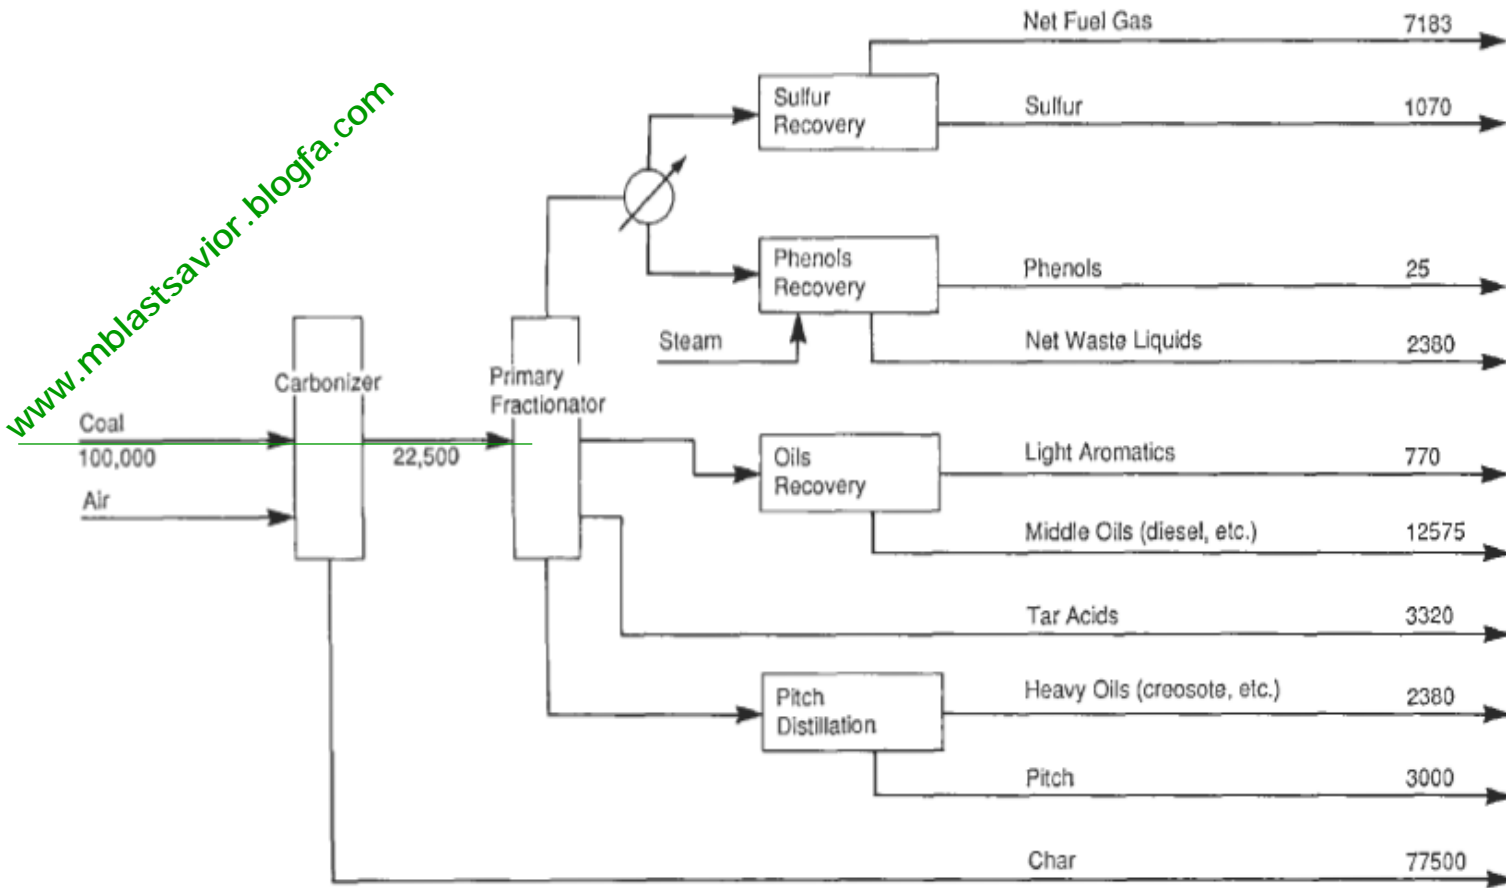 Net Fuel Gas 7183
Sulfur
Recovery
Sulfur 1070
www.mblastsavior.blogfa.com
Phenols
Recovery
Phenols 25
Steam
Net Waste Liquids 2380
Carbonizer
Primary
Fractionator
Coal
100,000
22,500
Air
Oils
Recovery
Light Aromatics 770
Middle Oils (diesel, etc.) 12575
Tar Acids 3320
Pitch
Distillation
Heavy Oils (creosote, etc.) 2380
Pitch 3000
Char 77500